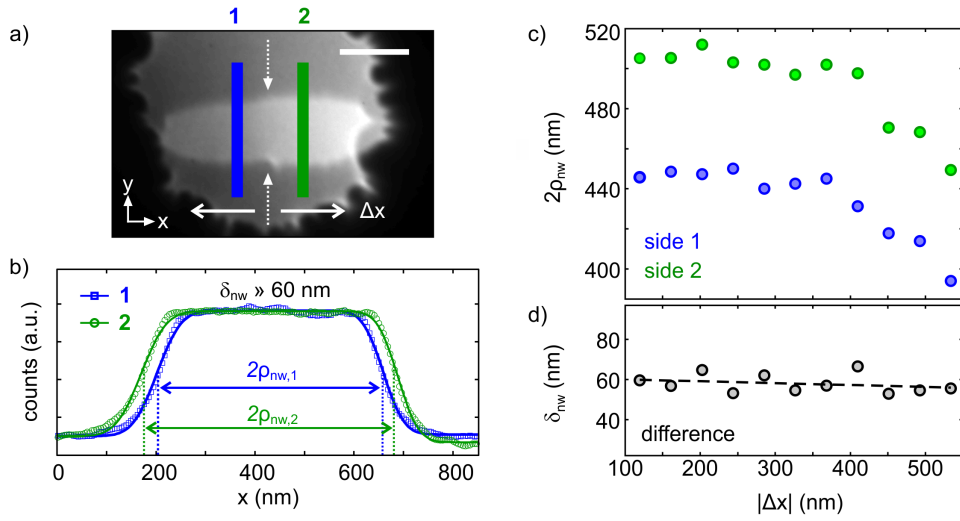 a)
1 2
y
x
Δx
b)
1
2
δnw » 60 nm
2ρnw,1
2ρnw,2
counts (a.u.)
0 200 400 600 800
x (nm)
c)
520
480
440
400
2ρnw (nm)
side 1
side 2
d)
80
60
40
20
δnw (nm)
difference
100 200 300 400 500
|Δx| (nm)